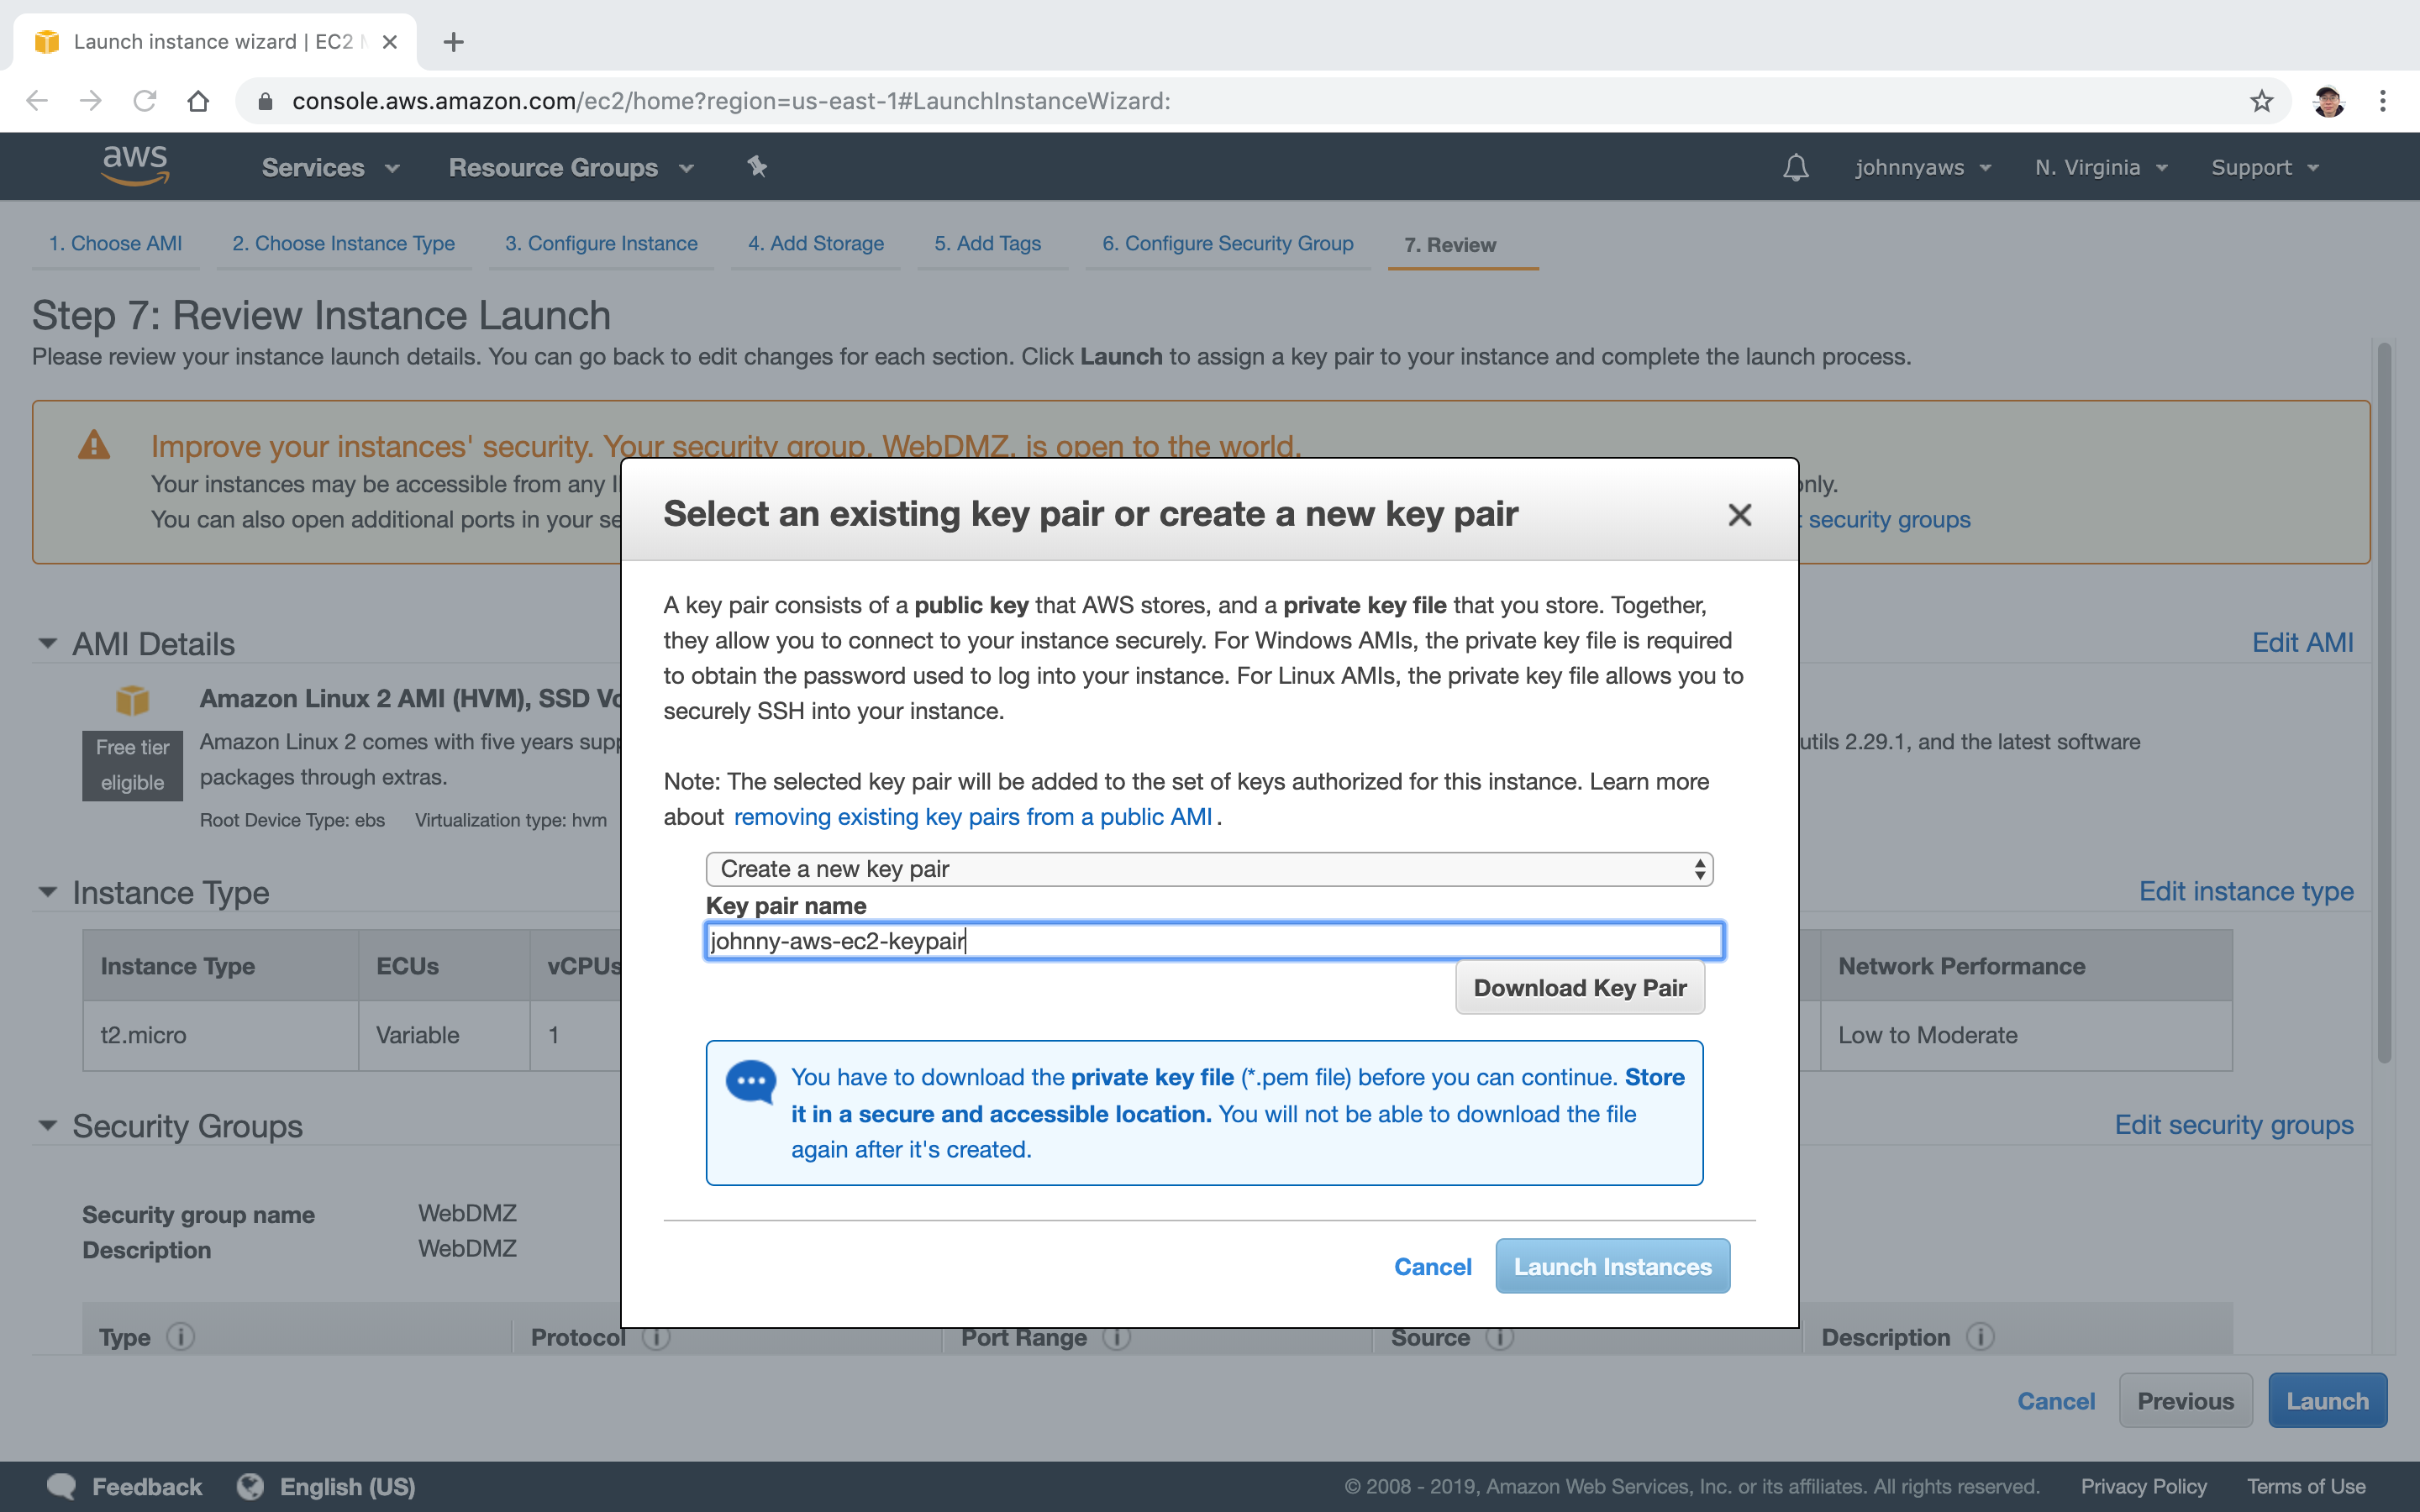 Launch instance wizard | EC2
console.aws.amazon.com/ec2/home?region=us-east-1#LaunchInstanceWizard:
aws Services Resource Groups johnnyaws N. Virginia Support
1. Choose AMI 2. Choose Instance Type 3. Configure Instance 4. Add Storage 5. Add Tags 6. Configure Security Group 7. Review
Step 7: Review Instance Launch
Please review your instance launch details. You can go back to edit changes for each section. Click Launch to assign a key pair to your instance and complete the launch process.
Improve your instances' security. Your security group, WebDMZ, is open to the world.
Your instances may be accessible from any only.
You can also open additional ports in your security groups
Select an existing key pair or create a new key pair
A key pair consists of a public key that AWS stores, and a private key file that you store. Together,
they allow you to connect to your instance securely. For Windows AMIs, the private key file is required
to obtain the password used to log into your instance. For Linux AMIs, the private key file allows you to
securely SSH into your instance.
Note: The selected key pair will be added to the set of keys authorized for this instance. Learn more
about removing existing key pairs from a public AMI .
Create a new key pair
Key pair name
johnny-aws-ec2-keypair
Download Key Pair
You have to download the private key file (*.pem file) before you can continue. Store
it in a secure and accessible location. You will not be able to download the file
again after it's created.
Cancel Launch Instances
AMI Details Edit AMI
Amazon Linux 2 AMI (HVM), SSD
Free tier
eligible
Amazon Linux 2 comes with five years utils 2.29.1, and the latest software
packages through extras.
Root Device Type: ebs Virtualization type: hvm
Instance Type Edit instance type
Instance Type ECUs vCPUs Network Performance
t2.micro Variable 1 Low to Moderate
Security Groups Edit security groups
Security group name WebDMZ
Description WebDMZ
Type Protocol Port Range Source Description
Cancel Previous Launch
Feedback English (US) © 2008 - 2019, Amazon Web Services, Inc. or its affiliates. All rights reserved. Privacy Policy Terms of Use